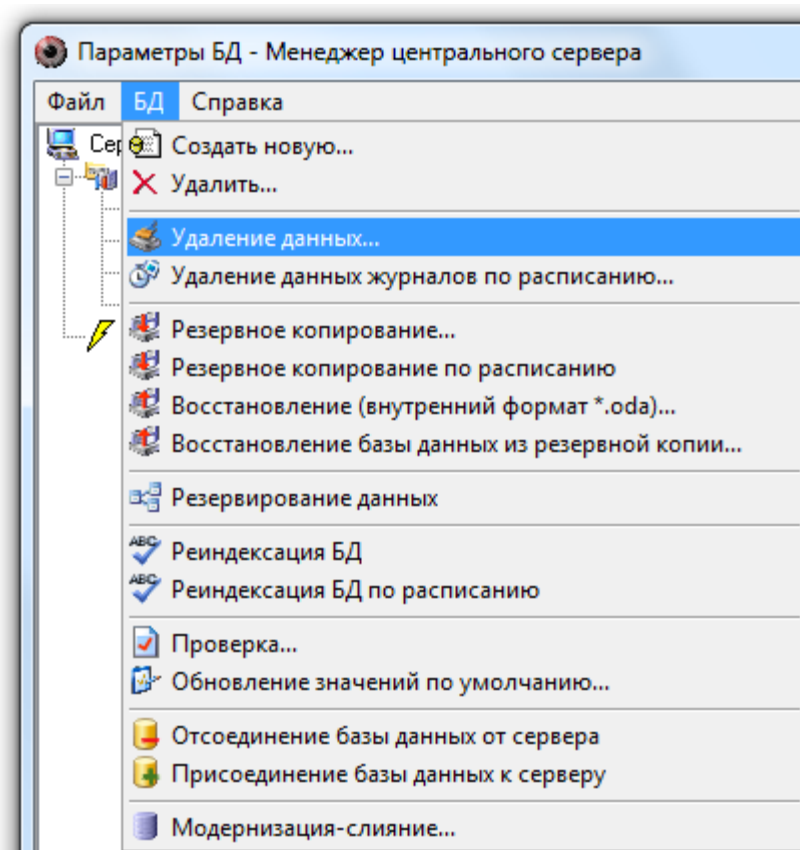 Параметры БД - Менеджер центрального сервера
Файл БД Справка
Создать новую...
Удалить...
Удаление данных...
Удаление данных журналов по расписанию...
Резервное копирование...
Резервное копирование по расписанию
Восстановление (внутренний формат *.oda)...
Восстановление базы данных из резервной копии...
Резервирование данных
Реиндексация БД
Реиндексация БД по расписанию
Проверка...
Обновление значений по умолчанию...
Отсоединение базы данных от сервера
Присоединение базы данных к серверу
Модернизация-слияние...